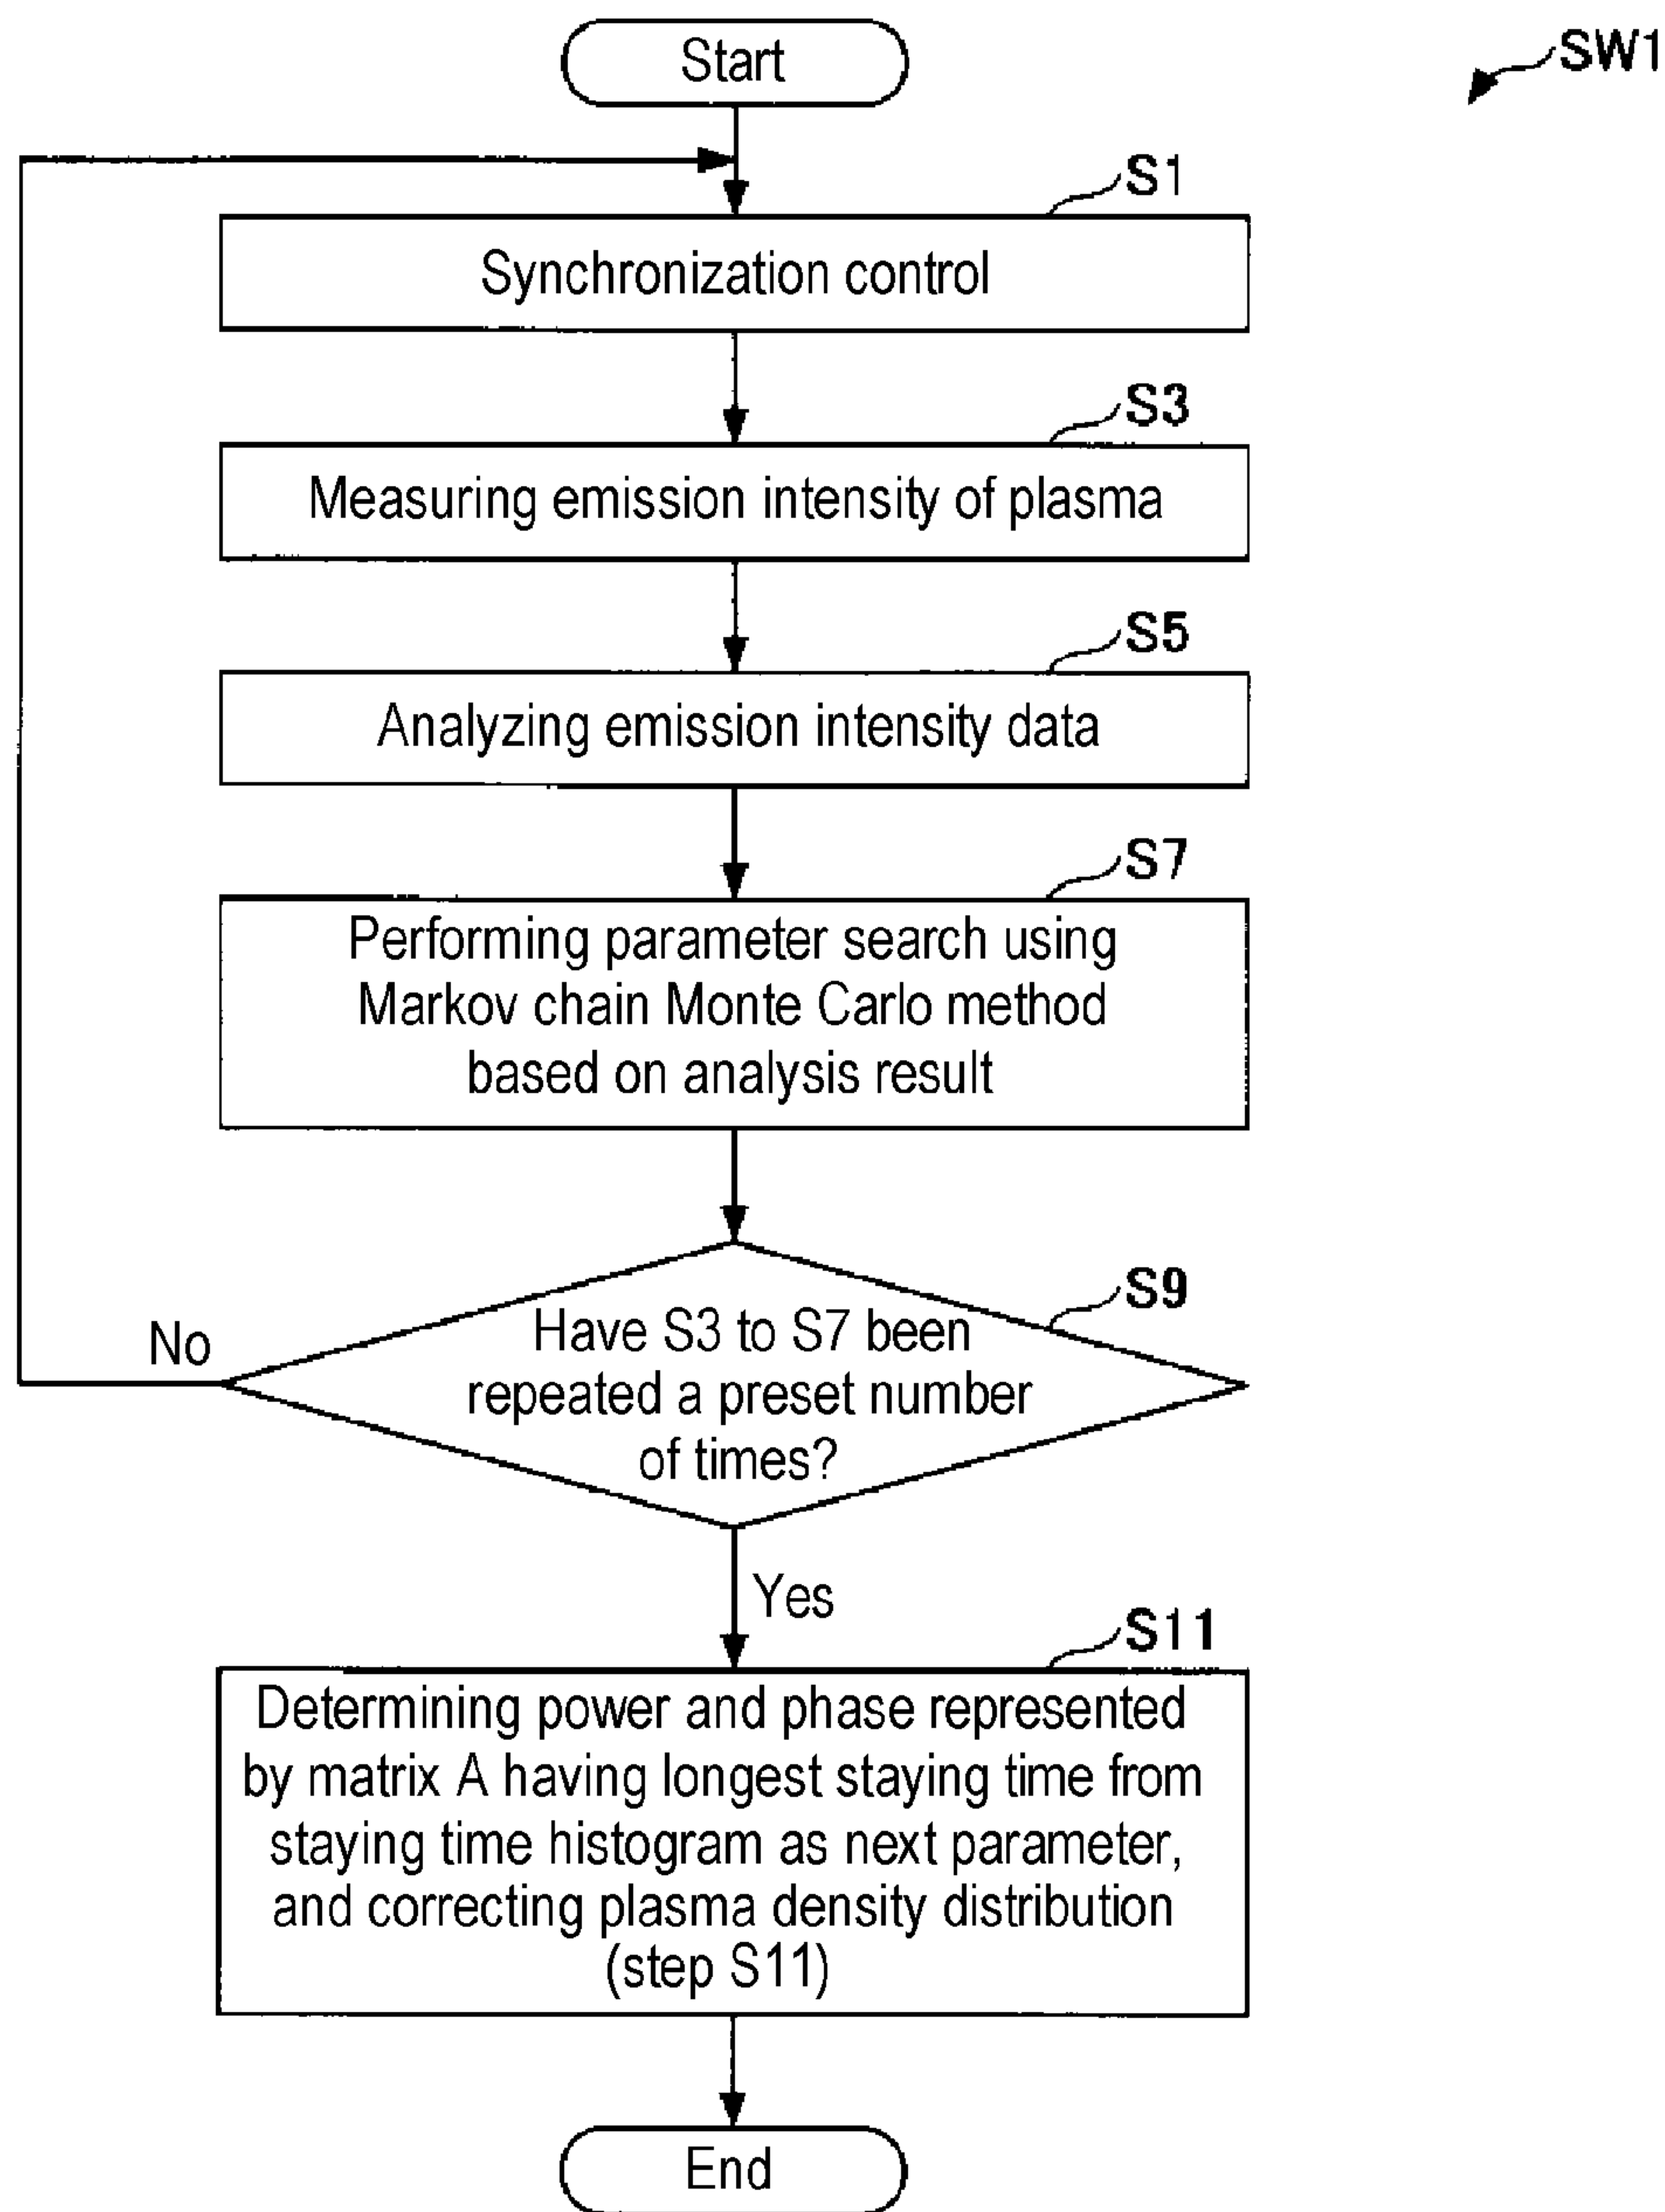 Start
SW1
S1
Synchronization control
S3
Measuring emission intensity of plasma
S5
Analyzing emission intensity data
S7
Performing parameter search using
Markov chain Monte Carlo method
based on analysis result
S9
Have S3 to S7 been
repeated a preset number
of times?
No
Yes
S11
Determining power and phase represented
by matrix A having longest staying time from
staying time histogram as next parameter,
and correcting plasma density distribution
(step S11)
End